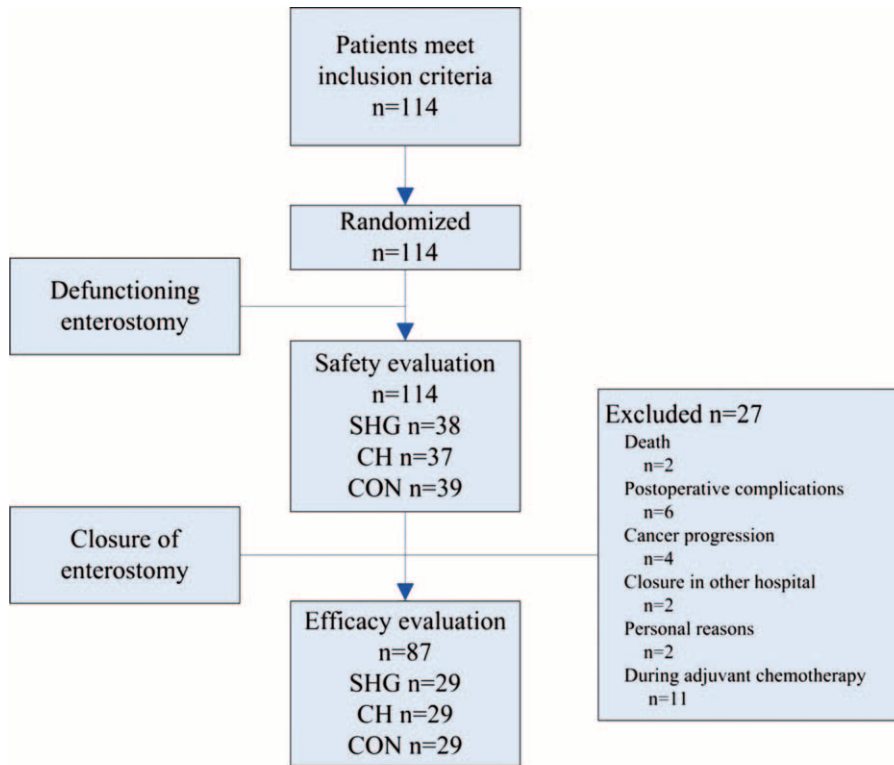 Patients meet
inclusion criteria
n=114
Randomized
n=114
Defunctioning
enterostomy
Safety evaluation
n=114
SHG n=38
CH n=37
CON n=39
Excluded n=27
Death
n=2
Postoperative complications
n=6
Cancer progression
n=4
Closure in other hospital
n=2
Personal reasons
n=2
During adjuvant chemotherapy
n=11
Closure of
enterostomy
Efficacy evaluation
n=87
SHG n=29
CH n=29
CON n=29